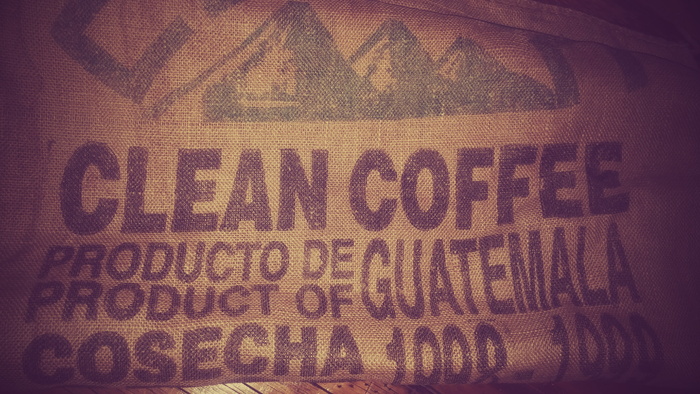 CLEAN COFFEE
PRODUCTO DE
PRODUCT OF GUATEMALA
COSECHA